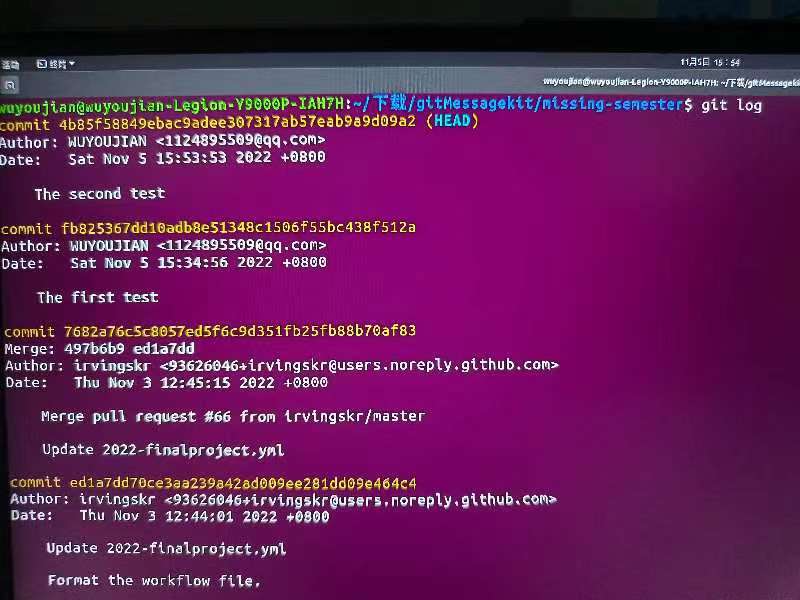 活动
终端
11月5日 15:54
wuyoujian@wuyoujian-Legion-Y9000P-IAH7H: ~/下载/gitMessagekit
wuyoujian@wuyoujian-Legion-Y9000P-IAH7H:~/下载/gitMessagekit/missing-semester$ git log
commit 4b85f58849ebac9adee307317ab57eab9a9d09a2 (HEAD)
Author: WUYOUJIAN <1124895509@qq.com>
Date:   Sat Nov 5 15:53:53 2022 +0800
The second test
commit fb825367dd10adb8e51348c1506f55bc438f512a
Author: WUYOUJIAN <1124895509@qq.com>
Date:   Sat Nov 5 15:34:56 2022 +0800
The first test
commit 7682a76c5c8057ed5f6c9d351fb25fb88b70af83
Merge: 497b6b9 ed1a7dd
Author: irvingskr <93626046+irvingskr@users.noreply.github.com>
Date:   Thu Nov 3 12:45:15 2022 +0800
Merge pull request #66 from irvingskr/master
Update 2022-finalproject.yml
commit ed1a7dd70ce3aa239a42ad009ee281dd09e464c4
Author: irvingskr <93626046+irvingskr@users.noreply.github.com>
Date:   Thu Nov 3 12:44:01 2022 +0800
Update 2022-finalproject.yml
Format the workflow file.